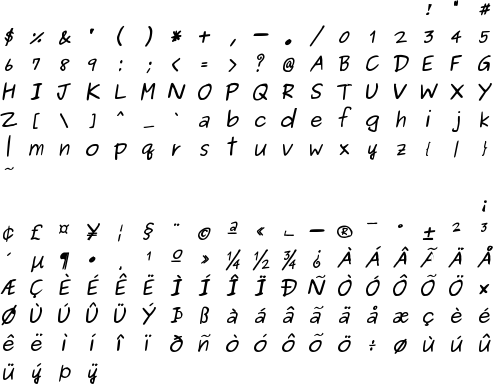 ! " #
$ % & ' ( ) * + , - . / 0 1 2 3 4 5
6 7 8 9 : ; < = > ? @ A B C D E F G
H I J K L M N O P Q R S T U V W X Y
Z [ \ ] ^ _ ` a b c d e f g h i j k
l m n o p q r s t u v w x y z { | }
~
¡
¢ £ ¤ ¥ ¦ § ¨ © ª « ¬ - ® ¯ ° ± ² ³
´ µ ¶ • ¸ ¹ º » ¼ ½ ¾ ¿ À Á Â Ã Ä Å
Æ Ç È É Ê Ë Ì Í Î Ï Ð Ñ Ò Ó Ô Õ Ö ×
Ø Ù Ú Û Ü Ý Þ ß à á â ã ä å æ ç è é
ê ë ì í î ï ð ñ ò ó ô õ ö ÷ ø ù ú û
ü ý þ ÿ